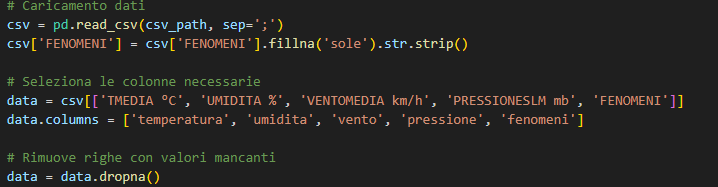 # Caricamento dati
csv = pd.read_csv(csv_path, sep=';')
csv['FENOMENI'] = csv['FENOMENI'].fillna('sole').str.strip()
# Seleziona le colonne necessarie
data = csv[['TMEDIA °C', 'UMIDITA %', 'VENTOMEDIA km/h', 'PRESSIONESLM mb', 'FENOMENI']]
data.columns = ['temperatura', 'umidita', 'vento', 'pressione', 'fenomeni']
# Rimuove righe con valori mancanti
data = data.dropna()